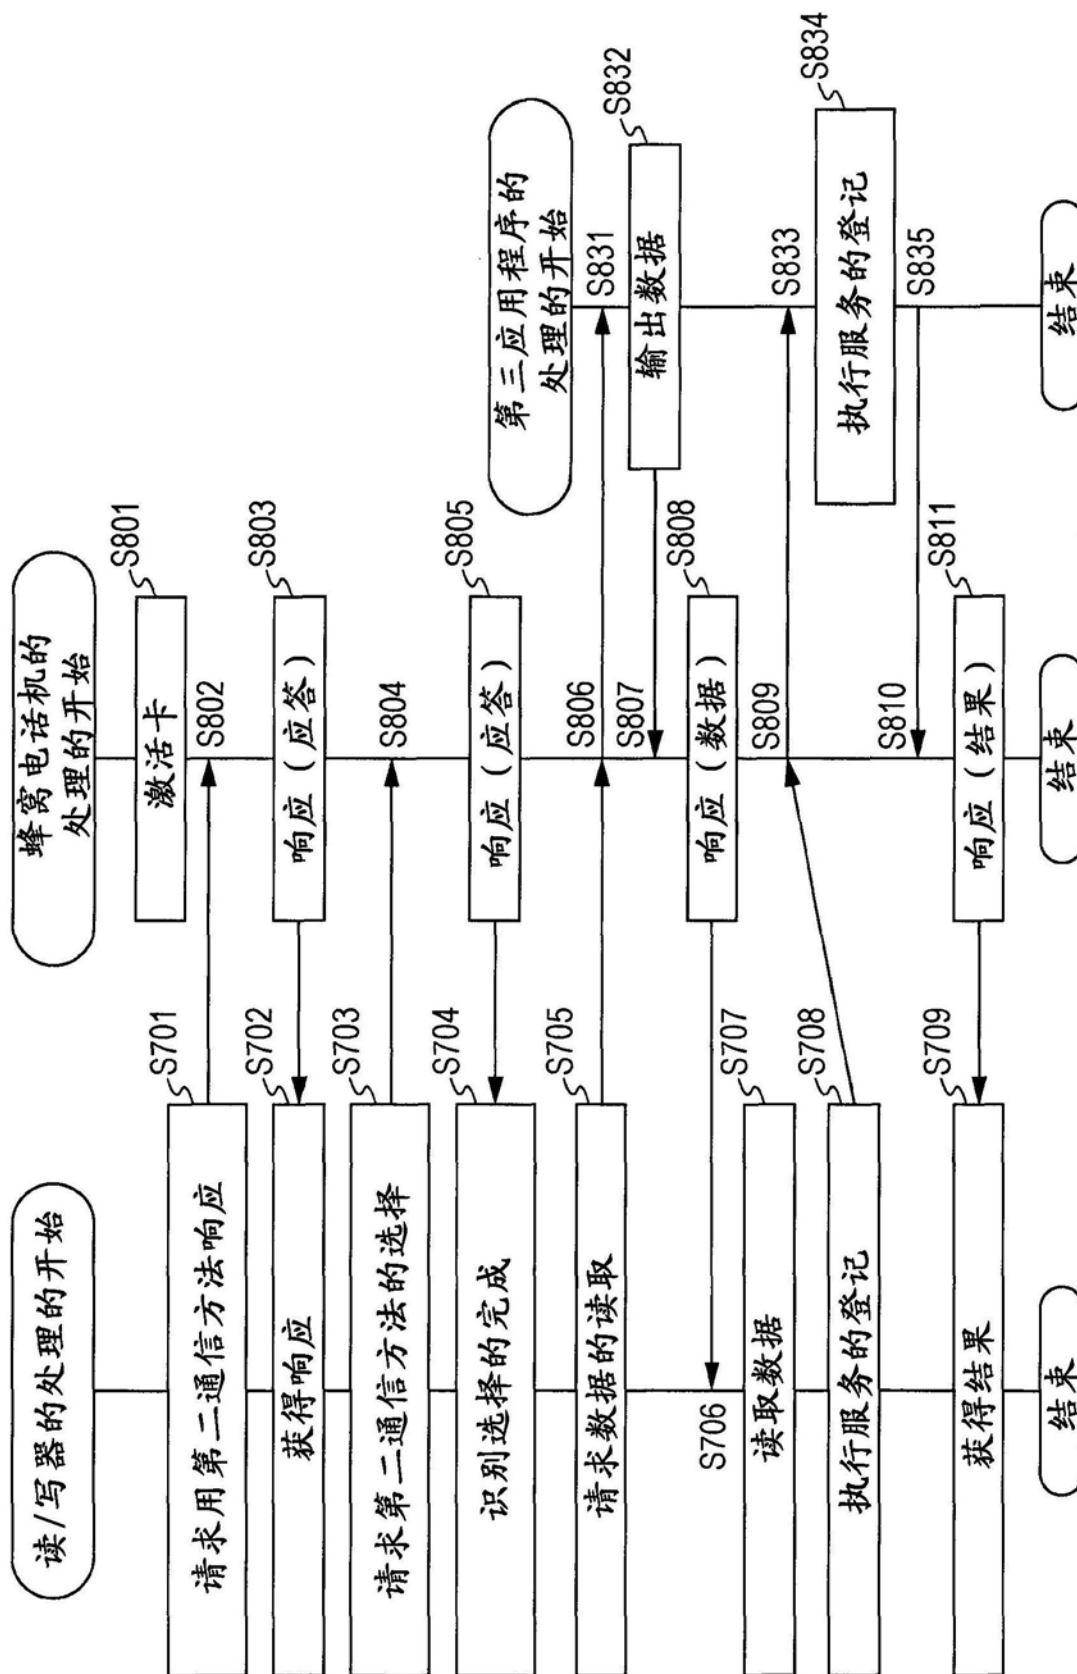 读/写器的处理的开始
请求用第二通信方法响应
S701
获得响应
S702
请求第二通信方法的选择
S703
识别选择的完成
S704
请求数据的读取
S705
S706
读取数据
S707
执行服务的登记
S708
获得结果
S709
结束
蜂窝电话机的
处理的开始
激活卡
S801
S802
响应（应答）
S803
S804
响应（应答）
S805
S806
S807
响应（数据）
S808
S809
S810
响应（结果）
S811
结束
第三应用程序的
处理的开始
S831
输出数据
S832
S833
执行服务的登记
S834
S835
结束